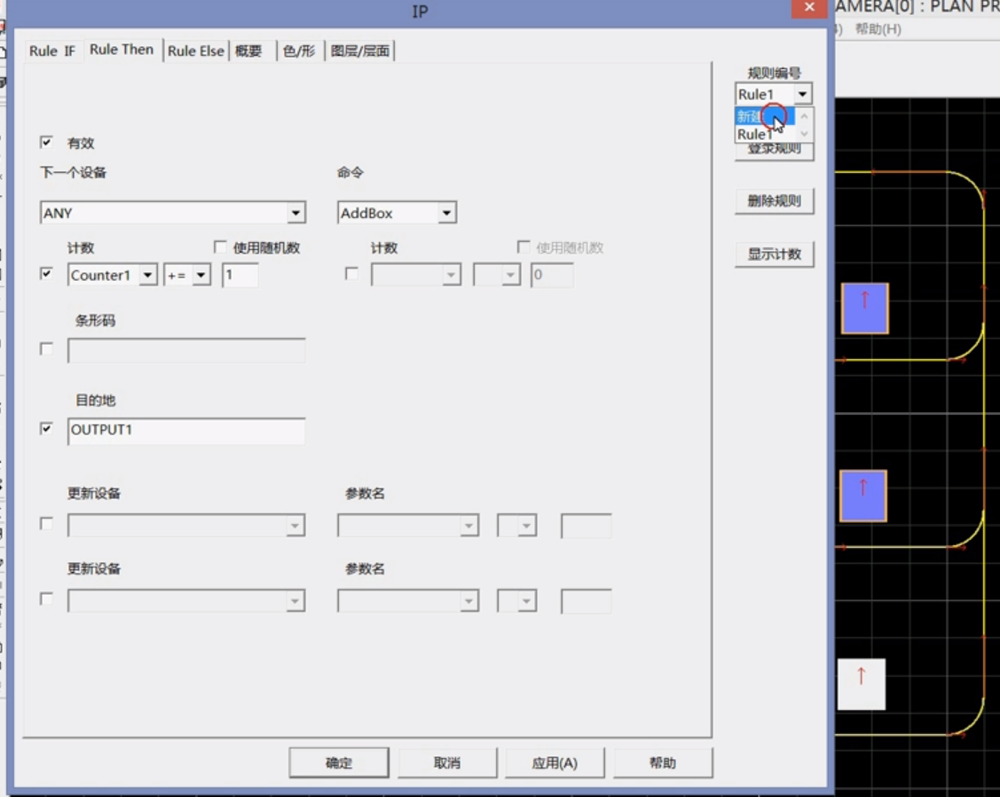 IP
AMERA[0] : PLAN PR
帮助(H)
Rule IF
Rule Then
Rule Else
概要
色/形
图层/层面
规则编号
Rule1
新建
Rule1
登录规则
删除规则
显示计数
有效
下一个设备
命令
ANY
AddBox
计数
使用随机数
计数
使用随机数
Counter1
+=
1
0
条形码
目的地
OUTPUT1
更新设备
参数名
更新设备
参数名
确定
取消
应用(A)
帮助